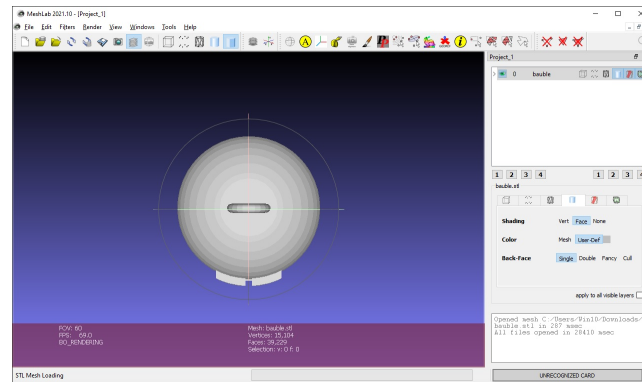 MeshLab 2021.10 - [Project_1]
File Edit Filters Render View Windows Tools Help
Project_1
0 bauble
1 2 3 4 1 2 3
bauble.stl
Shading Vert Face None
Color Mesh User-Def
Back-Face Single Double Fancy Cull
apply to all visible layers
Opened mesh C:/Users/Win10/Downloads/
bauble.stl in 287 msec
All files opened in 28410 msec
FOV: 60
FPS: 69.0
BO_RENDERING
Mesh: bauble.stl
Vertices: 15,104
Faces: 39,229
Selection: v: 0 f: 0
STL Mesh Loading
UNRECOGNIZED CARD